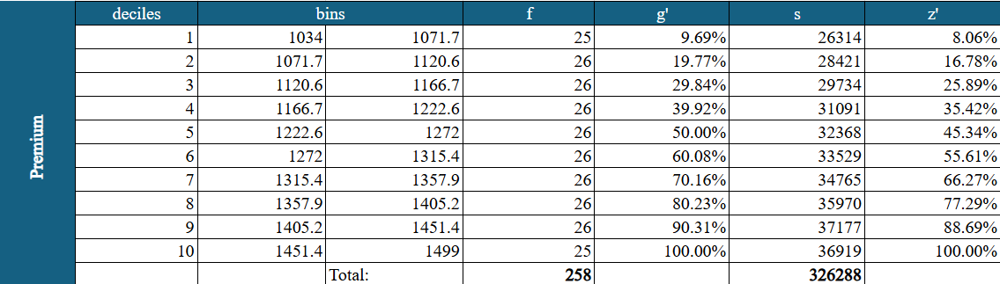 deciles bins f g' s z'
Premium
1 1034 1071.7 25 9.69% 26314 8.06%
2 1071.7 1120.6 26 19.77% 28421 16.78%
3 1120.6 1166.7 26 29.84% 29734 25.89%
4 1166.7 1222.6 26 39.92% 31091 35.42%
5 1222.6 1272 26 50.00% 32368 45.34%
6 1272 1315.4 26 60.08% 33529 55.61%
7 1315.4 1357.9 26 70.16% 34765 66.27%
8 1357.9 1405.2 26 80.23% 35970 77.29%
9 1405.2 1451.4 26 90.31% 37177 88.69%
10 1451.4 1499 25 100.00% 36919 100.00%
Total: 258 326288